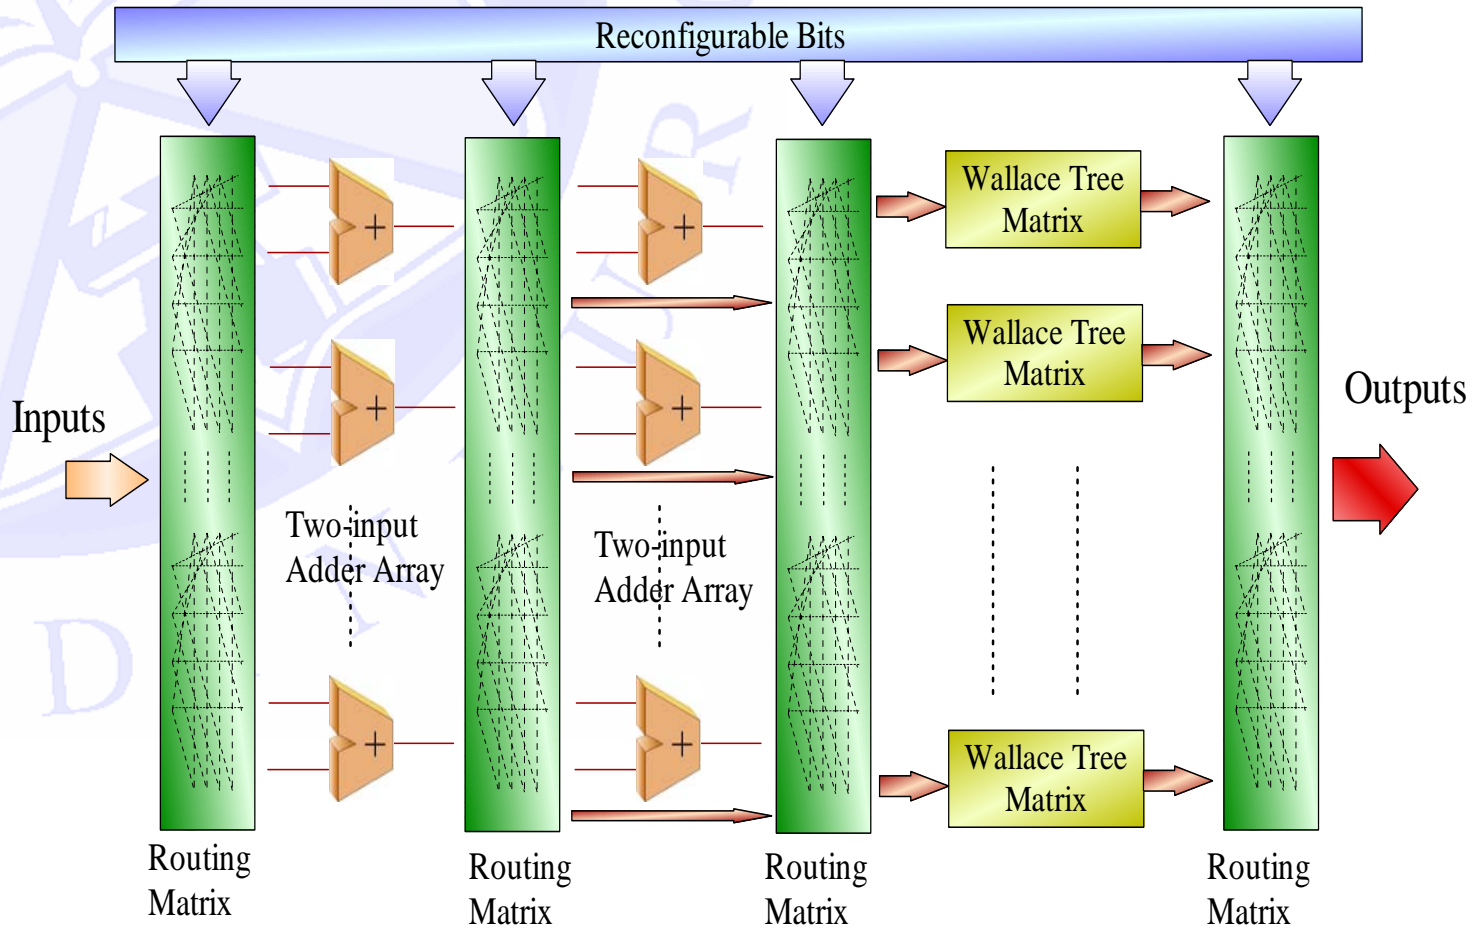 Reconfigurable Bits
Wallace Tree
Matrix
Wallace Tree
Matrix
Inputs
Outputs
+
+
+
+
+
+
Two-input
Adder Array
Two-input
Adder Array
Wallace Tree
Matrix
Routing
Matrix
Routing
Matrix
Routing
Matrix
Routing
Matrix